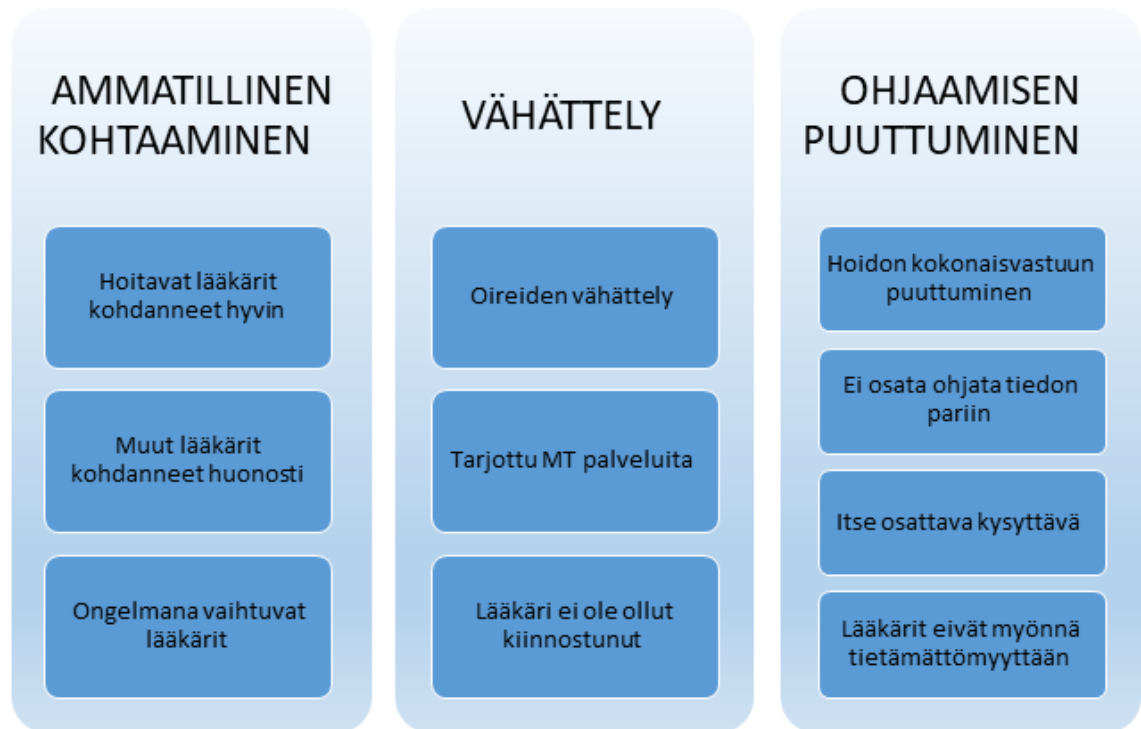 AMMATILLINEN
KOHTAAMINEN
Hoitavat lääkärit
kohdanneet hyvin
Muut lääkärit
kohdanneet huonosti
Ongelmana vaihtuvat
lääkärit
VÄHÄTTELY
Oireiden vähättely
Tarjottu MT palveluita
Lääkäri ei ole ollut
kiinnostunut
OHJAAMISEN
PUUTTUMINEN
Hoidon kokonaisvastuun
puuttuminen
Ei osata ohjata tiedon
pariin
Itse osattava kysyttävä
Lääkärit eivät myönnä
tietämättömyyttään